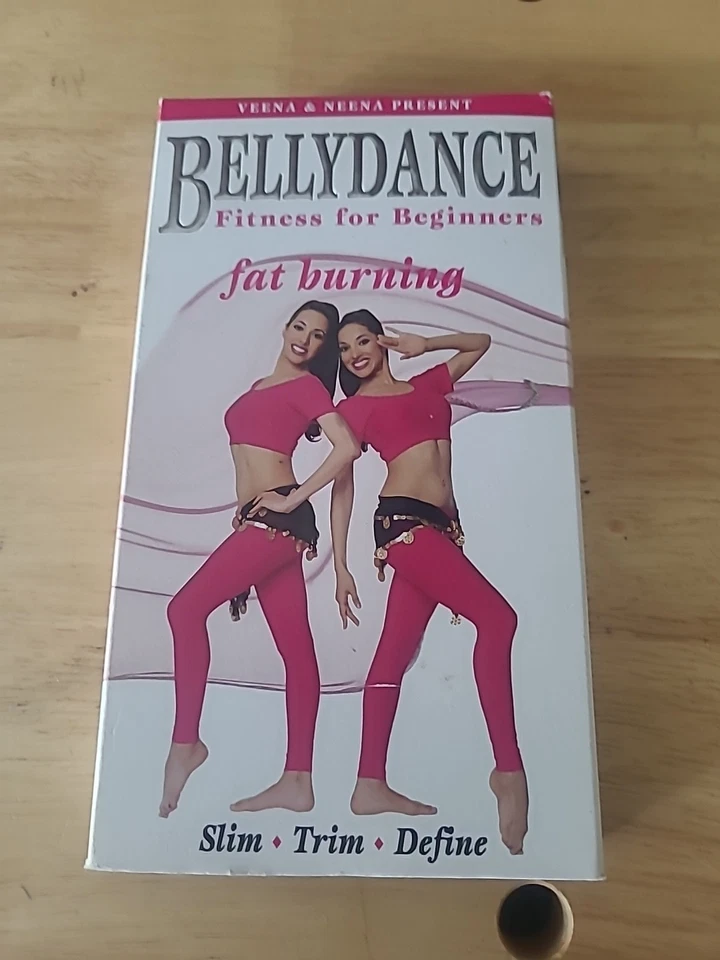 VEENA & NEENA PRESENT
BELLYDANCE
Fitness for Beginners
fat burning
Slim ♦ Trim ♦ Define